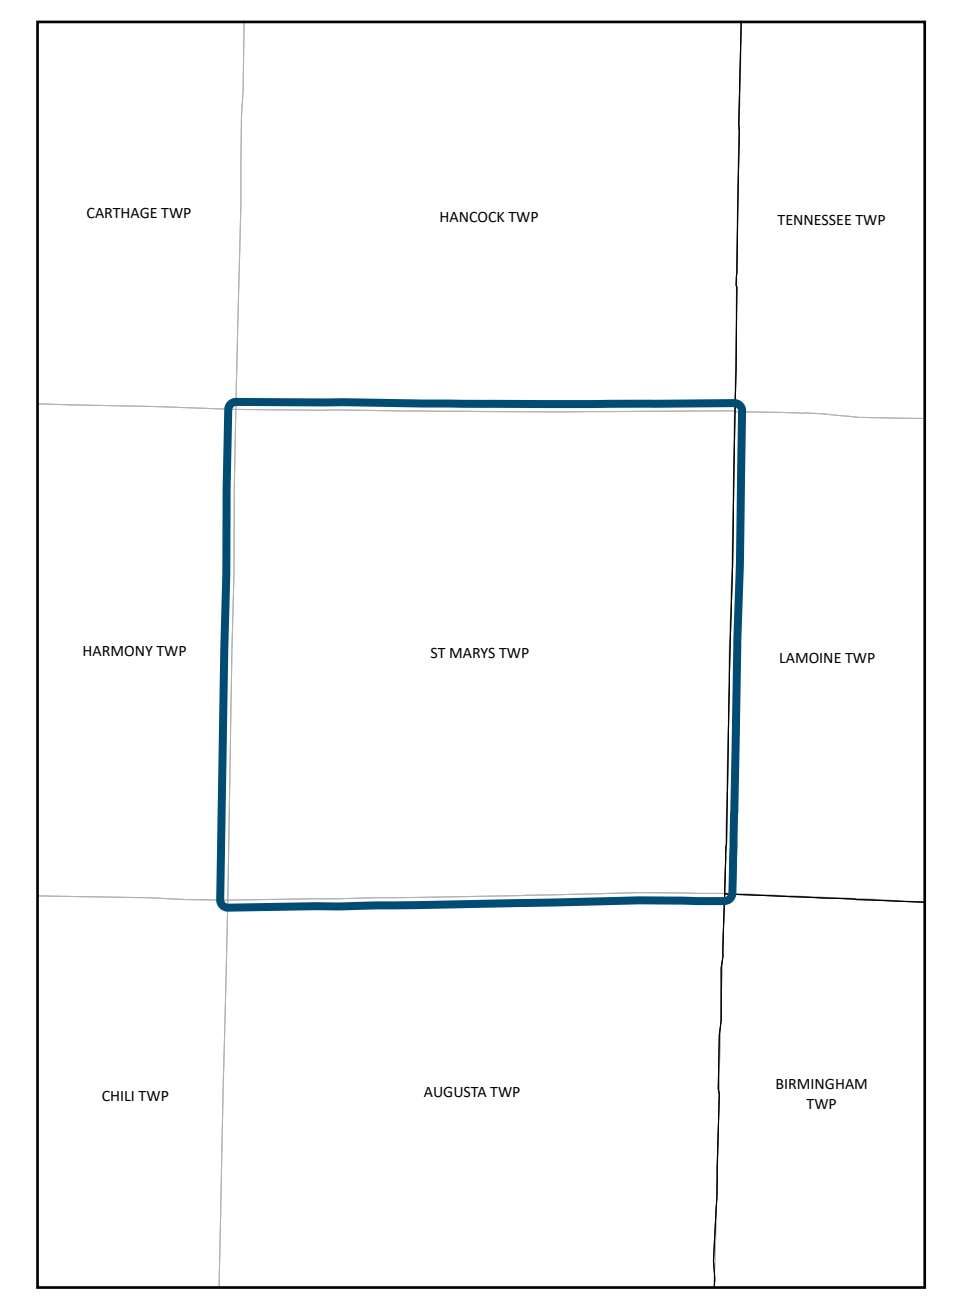 CARTHAGE TWP
HANCOCK TWP
TENNESSEE TWP
HARMONY TWP
ST MARYS TWP
LAMOINE TWP
CHILI TWP
AUGUSTA TWP
BIRMINGHAM
TWP